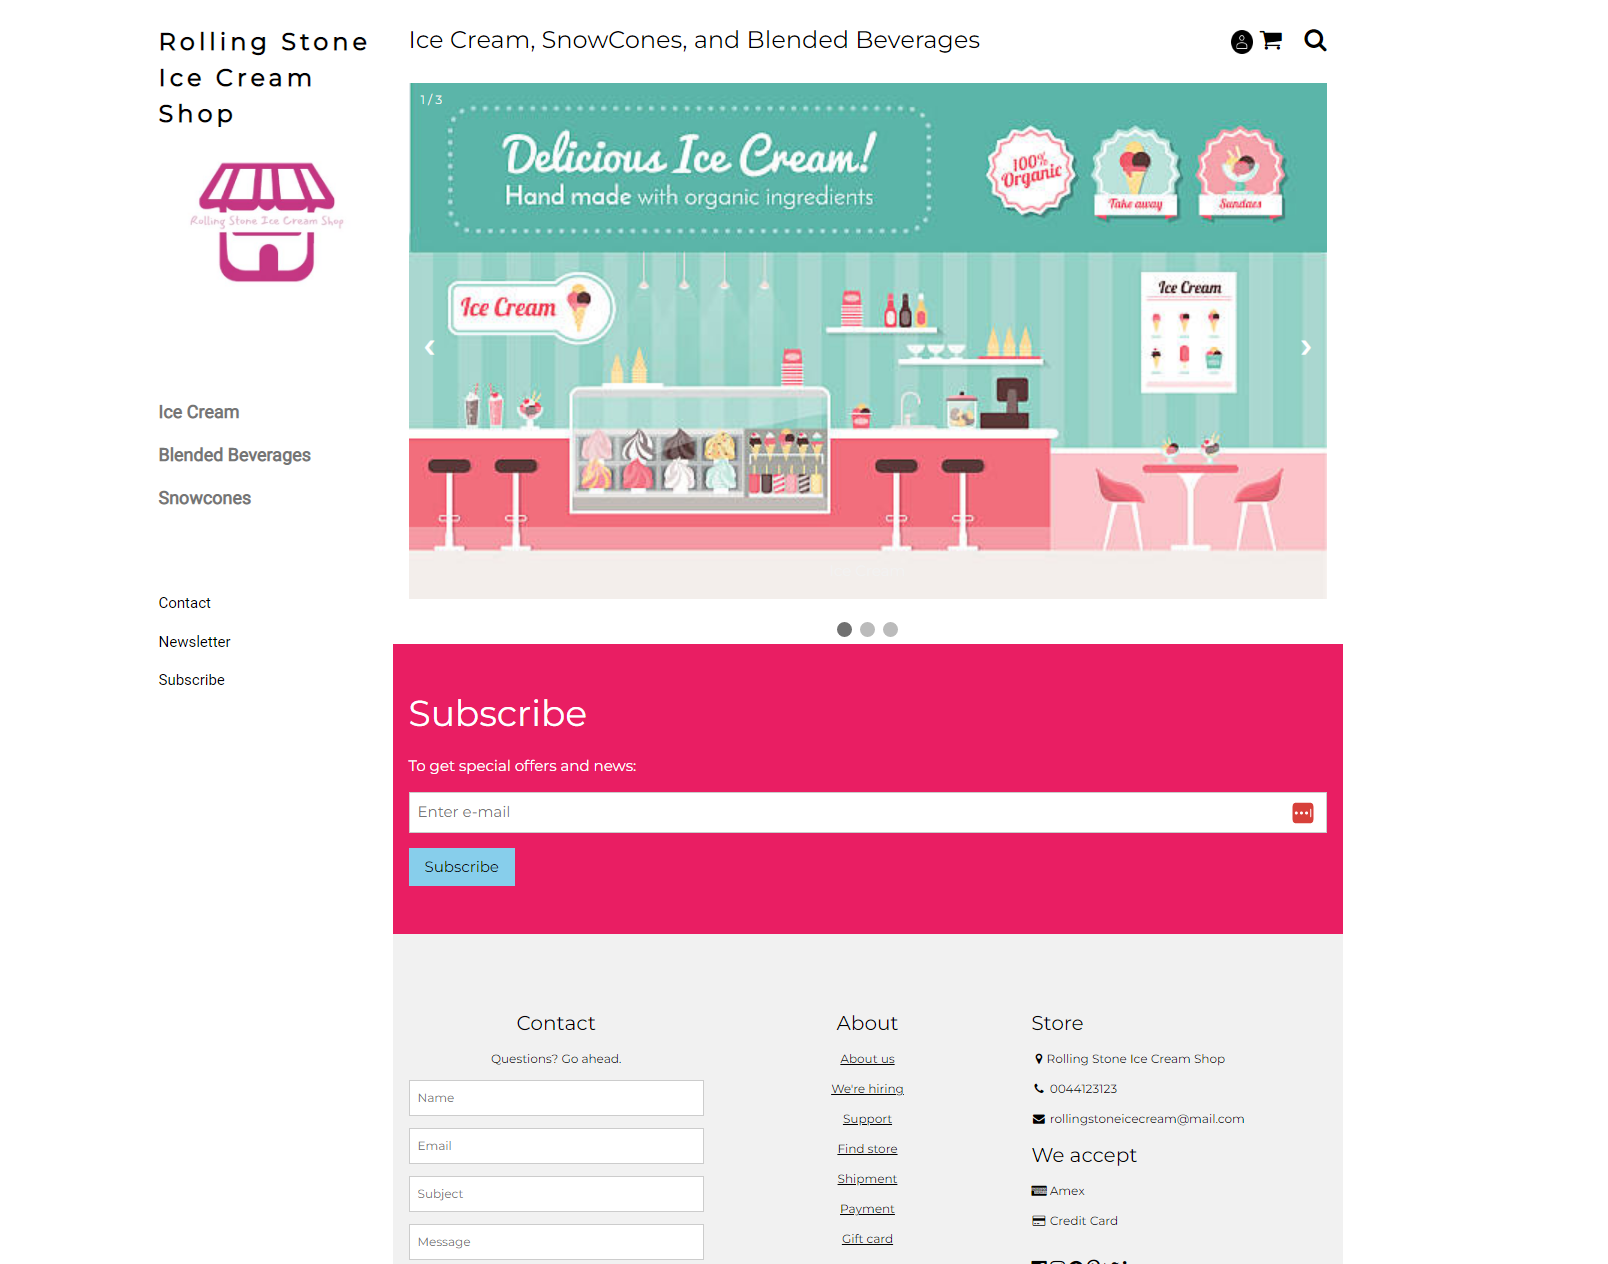 Rolling Stone
Ice Cream
Shop
Rolling Stone Ice Cream Shop
Ice Cream
Blended Beverages
Snowcones
Contact
Newsletter
Subscribe
Ice Cream, SnowCones, and Blended Beverages
1 / 3
Delicious Ice Cream!
Hand made with organic ingredients
100%
Organic
Take away
Sundaes
Ice Cream
Ice Cream
❮
❯
Subscribe
To get special offers and news:
Enter e-mail
Subscribe
Contact
Questions? Go ahead.
Name
Email
Subject
Message
About
About us
We're hiring
Support
Find store
Shipment
Payment
Gift card
Store
Rolling Stone Ice Cream Shop
0044123123
rollingstoneicecream@mail.com
We accept
Amex
Credit Card